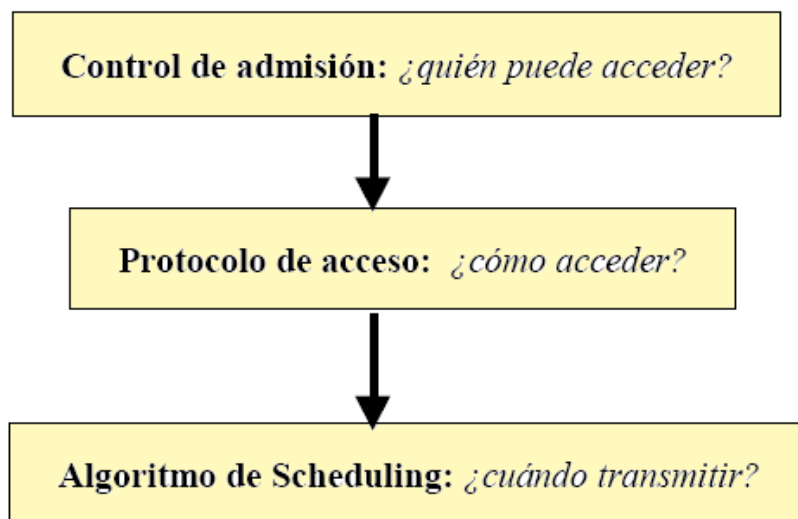 Control de admisión: ¿quién puede acceder?
Protocolo de acceso: ¿cómo acceder?
Algoritmo de Scheduling: ¿cuándo transmitir?